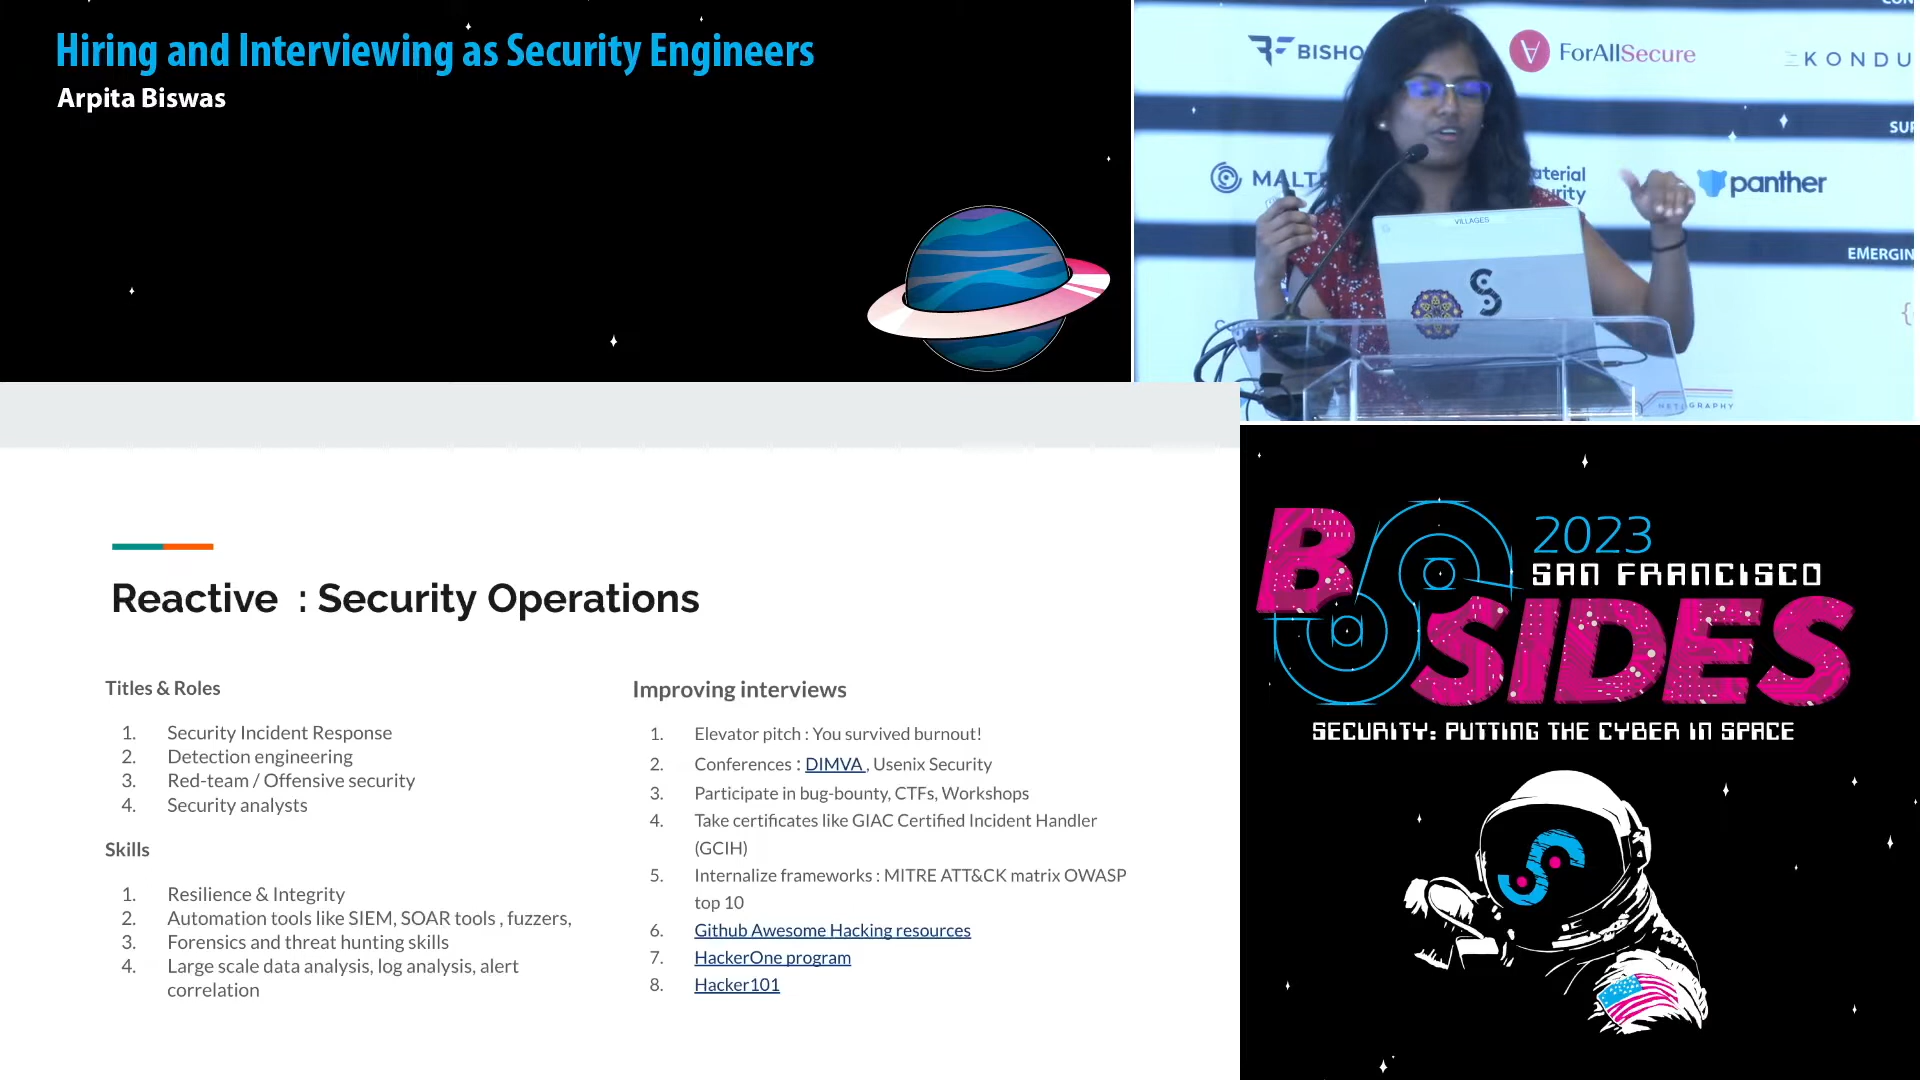 Hiring and Interviewing as Security Engineers
Arpita Biswas
BISHO
ForAllSecure
KONDU
SUP
MALT
aterial
urity
panther
VILLAGES
EMERGIN
GRAPHY
Reactive : Security Operations
Titles & Roles
1. Security Incident Response
2. Detection engineering
3. Red-team / Offensive security
4. Security analysts
Skills
1. Resilience & Integrity
2. Automation tools like SIEM, SOAR tools , fuzzers,
3. Forensics and threat hunting skills
4. Large scale data analysis, log analysis, alert
correlation
Improving interviews
1. Elevator pitch : You survived burnout!
2. Conferences : DIMVA , Usenix Security
3. Participate in bug-bounty, CTFs, Workshops
4. Take certificates like GIAC Certified Incident Handler
(GCIH)
5. Internalize frameworks : MITRE ATT&CK matrix OWASP
top 10
6. Github Awesome Hacking resources
7. HackerOne program
8. Hacker101
2023
SAN FRANCISCO
BSIDES
SECURITY: PUTTING THE CYBER IN SPACE